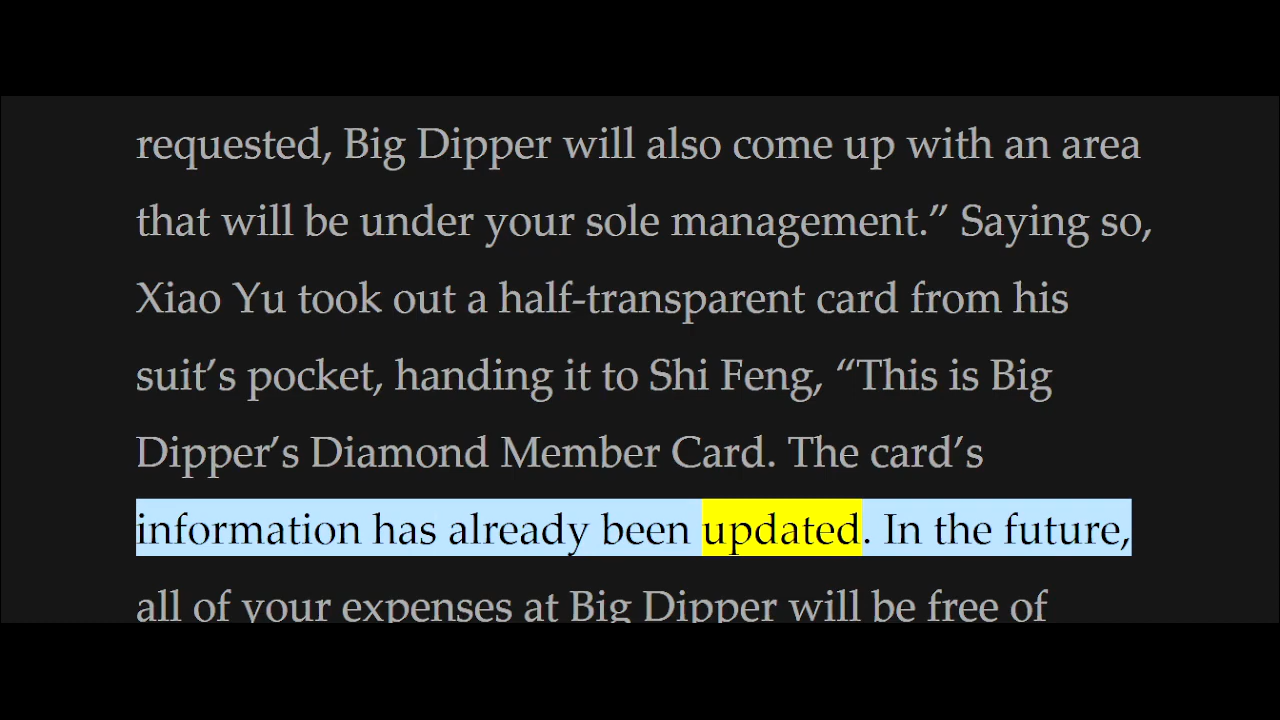 requested, Big Dipper will also come up with an area
that will be under your sole management.” Saying so,
Xiao Yu took out a half-transparent card from his
suit’s pocket, handing it to Shi Feng, “This is Big
Dipper’s Diamond Member Card. The card’s
information has already been updated. In the future,
all of your expenses at Big Dipper will be free of